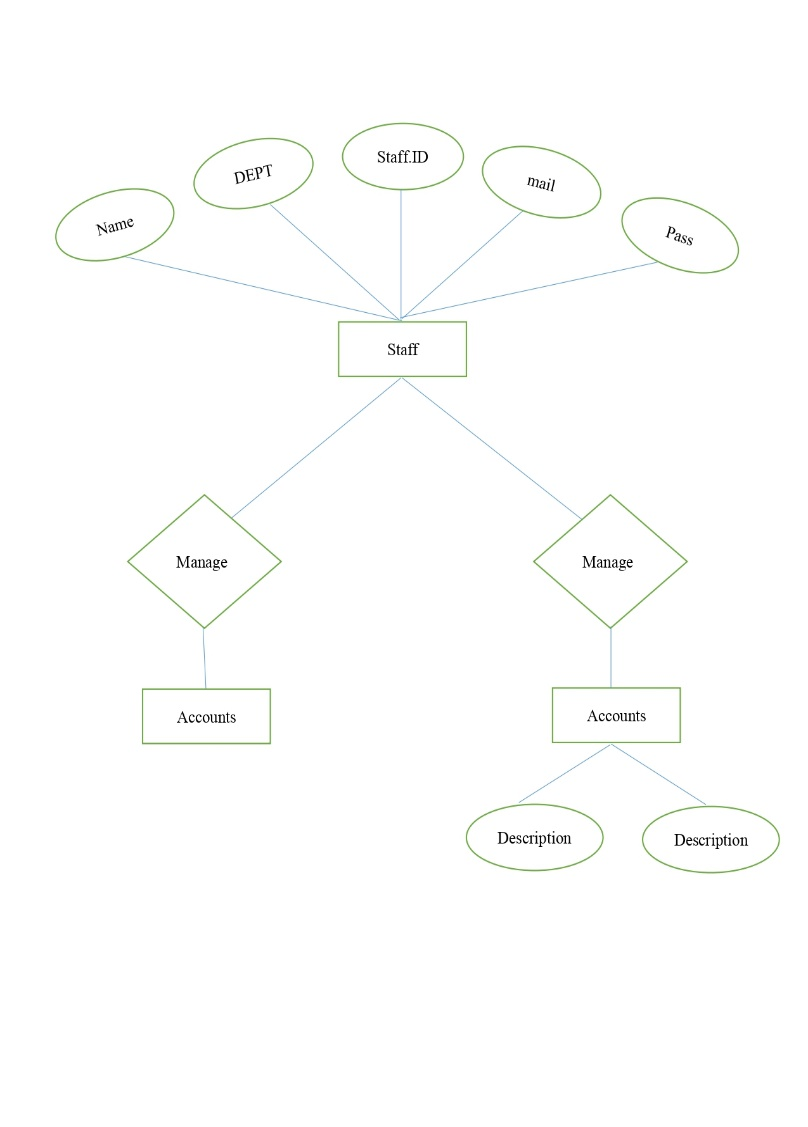 Name
DEPT
Staff.ID
mail
Pass
Staff
Manage
Manage
Accounts
Accounts
Description
Description